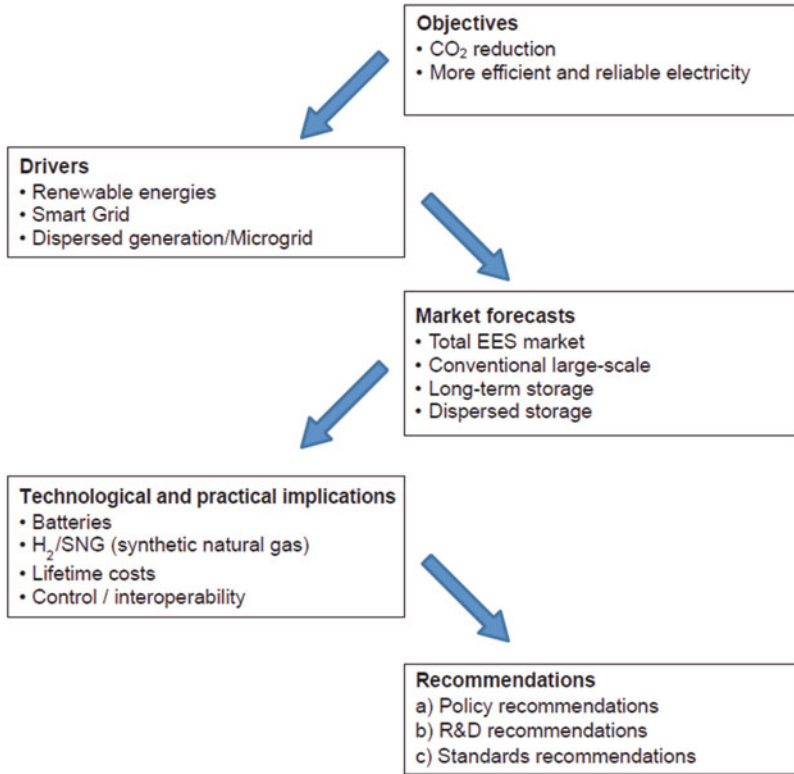 Objectives
• CO₂ reduction
• More efficient and reliable electricity
Drivers
• Renewable energies
• Smart Grid
• Dispersed generation/Microgrid
Market forecasts
• Total EES market
• Conventional large-scale
• Long-term storage
• Dispersed storage
Technological and practical implications
• Batteries
• H₂/SNG (synthetic natural gas)
• Lifetime costs
• Control / interoperability
Recommendations
a) Policy recommendations
b) R&D recommendations
c) Standards recommendations